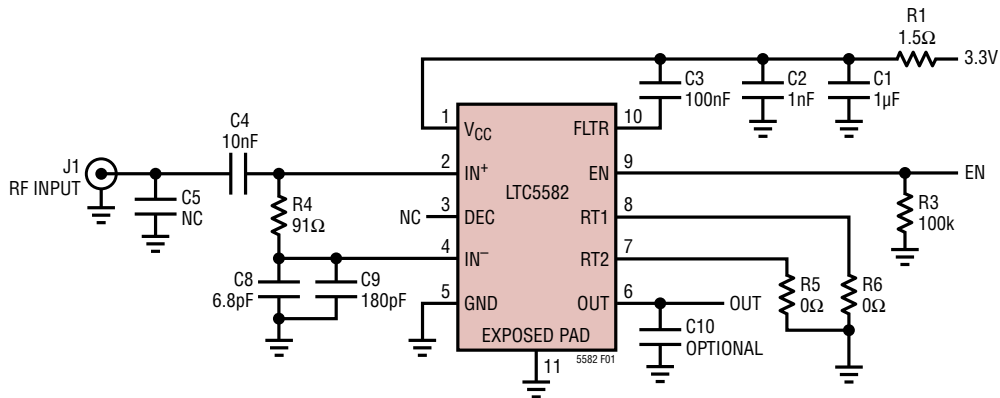 R1
1.5Ω
3.3V
C3
100nF
C2
1nF
C1
1µF
1
VCC
FLTR
10
C4
10nF
J1
RF INPUT
C5
NC
R4
91Ω
2
IN+
EN
9
EN
R3
100k
LTC5582
NC
3
DEC
RT1
8
4
IN−
RT2
7
C8
6.8pF
C9
180pF
5
GND
OUT
6
OUT
R5
0Ω
R6
0Ω
C10
OPTIONAL
EXPOSED PAD
5582 F01
11